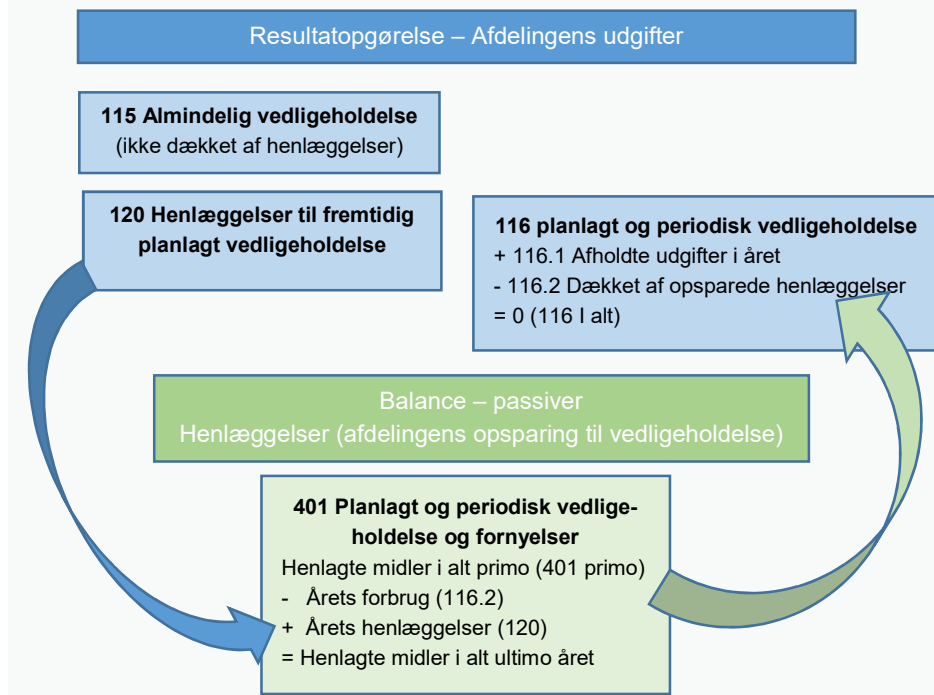 Resultatopgørelse – Afdelingens udgifter
115 Almindelig vedligeholdelse
(ikke dækket af henlæggelser)
120 Henlæggelser til fremtidig
planlagt vedligeholdelse
116 planlagt og periodisk vedligeholdelse
+ 116.1 Afholdte udgifter i året
- 116.2 Dækket af opsparede henlæggelser
= 0 (116 I alt)
Balance – passiver
Henlæggelser (afdelingens opsparing til vedligeholdelse)
401 Planlagt og periodisk vedlige-
holdelse og fornyelser
Henlagte midler i alt primo (401 primo)
- Årets forbrug (116.2)
+ Årets henlæggelser (120)
= Henlagte midler i alt ultimo året